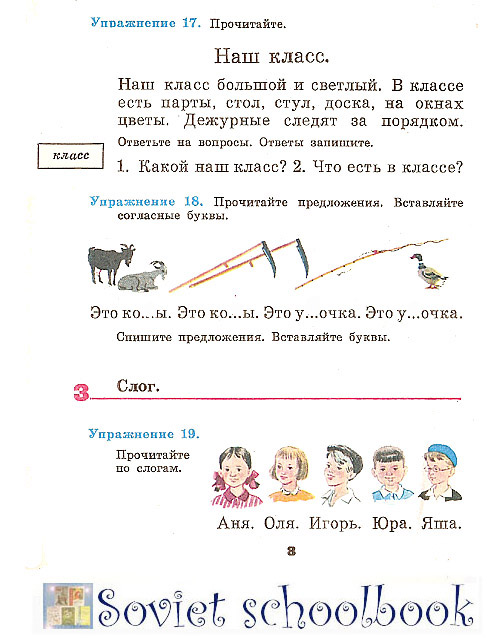 Упражнение 17. Прочитайте.
Наш класс.
Наш класс большой и светлый. В классе
есть парты, стол, стул, доска, на окнах
цветы. Дежурные следят за порядком.
Ответьте на вопросы. Ответы запишите.
класс
1. Какой наш класс? 2. Что есть в классе?
Упражнение 18. Прочитайте предложения. Вставляйте
согласные буквы.
Это ко...ы. Это ко...ы. Это у...очка. Это у...очка.
Спишите предложения. Вставляйте буквы.
3 Слог.
Упражнение 19.
Прочитайте
по слогам.
Аня. Оля. Игорь. Юра. Яша.
8
Soviet schoolbook